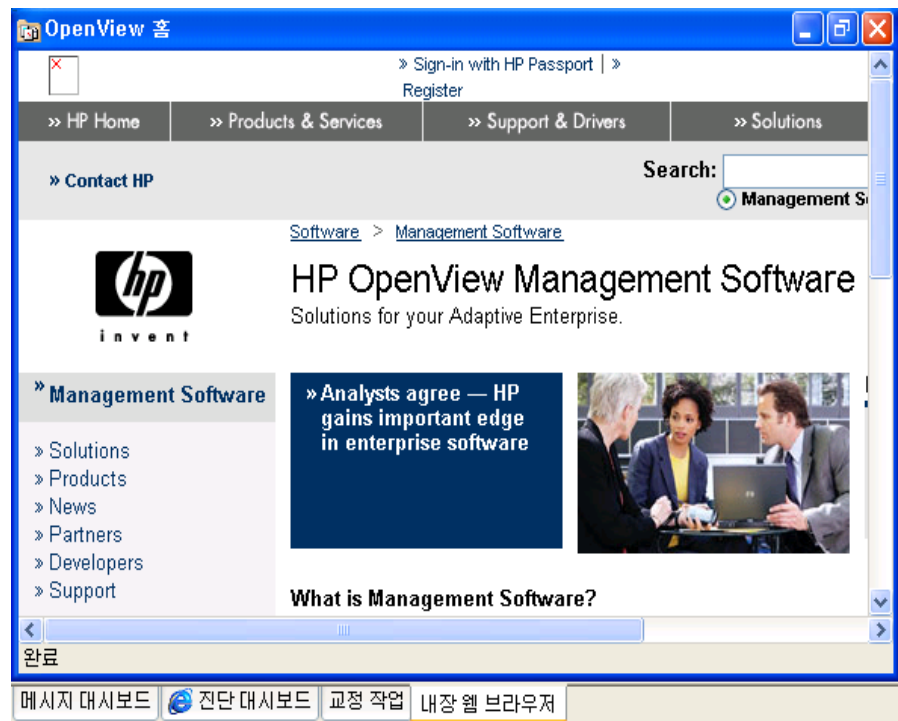 OpenView 홈
» Sign-in with HP Passport | »
Register
» HP Home
» Products & Services
» Support & Drivers
» Solutions
» Contact HP
Search:
Management
Software > Management Software
hp
invent
HP OpenView Management Software
Solutions for your Adaptive Enterprise.
» Management Software
» Solutions
» Products
» News
» Partners
» Developers
» Support
» Analysts agree — HP
gains important edge
in enterprise software
What is Management Software?
완료
메시지 대시보드
진단 대시보드
교정 작업
내장 웹 브라우저